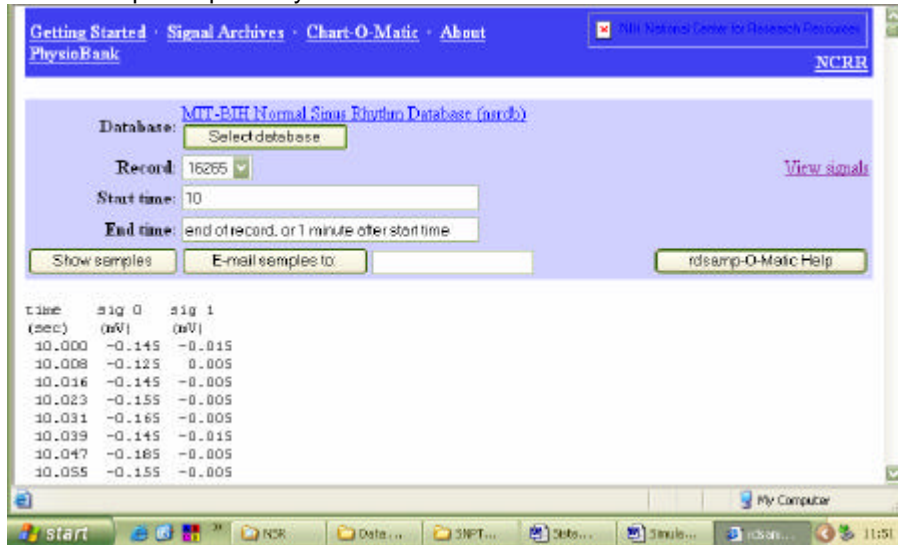 Getting Started · Signal Archives · Chart-O-Matic · About
PhysioBank
NIH National Center for Research Resources
NCRR
Database: MIT-BIH Normal Sinus Rhythm Database (nsrdb)
Select database
Record: 16265
View signals
Start time: 10
End time: end of record, or 1 minute after start time
Show samples E-mail samples to: rdsamp-O-Matic Help
time sig 0 sig 1
(sec) (mV) (mV)
10.000 -0.145 -0.015
10.008 -0.125 0.005
10.016 -0.145 -0.005
10.023 -0.155 -0.005
10.031 -0.165 -0.005
10.039 -0.145 -0.015
10.047 -0.185 -0.005
10.055 -0.155 -0.005
My Computer
start NSR Data... SNPT... State... Simula... rdsam... 11:51